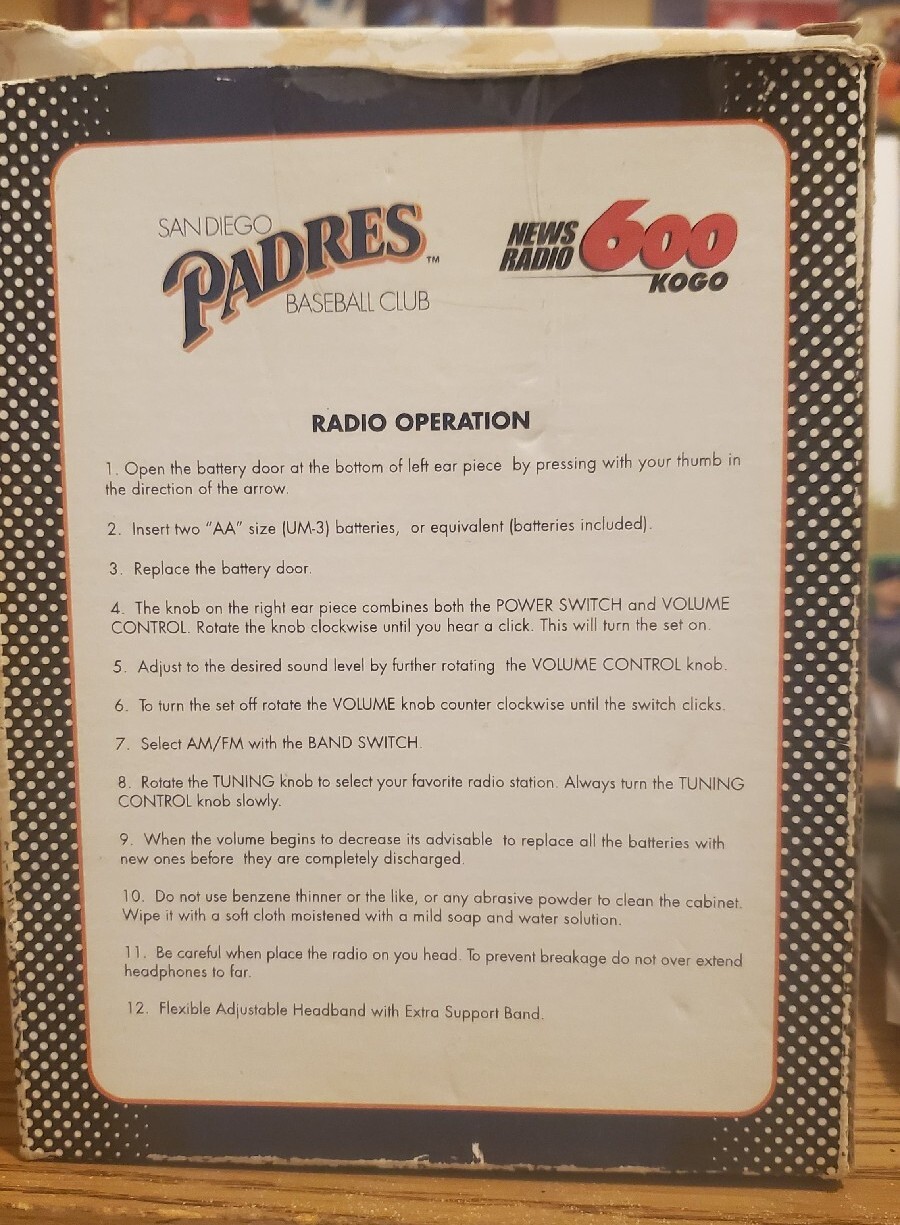 SAN DIEGO
PADRES™
BASEBALL CLUB
NEWS
RADIO
600
KOGO
RADIO OPERATION
1. Open the battery door at the bottom of left ear piece by pressing with your thumb in
the direction of the arrow.
2. Insert two "AA" size (UM-3) batteries, or equivalent (batteries included).
3. Replace the battery door.
4. The knob on the right ear piece combines both the POWER SWITCH and VOLUME
CONTROL. Rotate the knob clockwise until you hear a click. This will turn the set on.
5. Adjust to the desired sound level by further rotating the VOLUME CONTROL knob.
6. To turn the set off rotate the VOLUME knob counter clockwise until the switch clicks.
7. Select AM/FM with the BAND SWITCH.
8. Rotate the TUNING knob to select your favorite radio station. Always turn the TUNING
CONTROL knob slowly.
9. When the volume begins to decrease its advisable to replace all the batteries with
new ones before they are completely discharged.
10. Do not use benzene thinner or the like, or any abrasive powder to clean the cabinet.
Wipe it with a soft cloth moistened with a mild soap and water solution.
11. Be careful when place the radio on you head. To prevent breakage do not over extend
headphones to far.
12. Flexible Adjustable Headband with Extra Support Band.